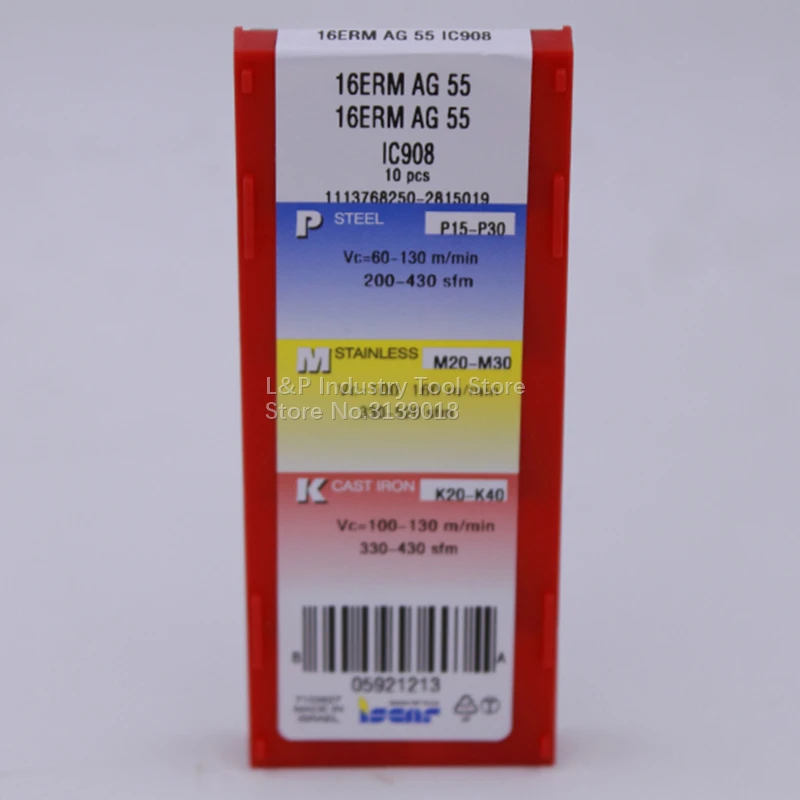 16ERM AG 55 IC908
16ERM AG 55
16ERM AG 55
IC908
10 pcs
1113768250-2815019
P STEEL P15-P30
Vc=60-130 m/min
200-430 sfm
M STAINLESS M20-M30
L&P Industry Tool Store
m/min
Store No.3139018
sfm
K CAST IRON K20-K40
Vc=100-130 m/min
330-430 sfm
B A
05921213
MADE IN
ISRAEL
iscar